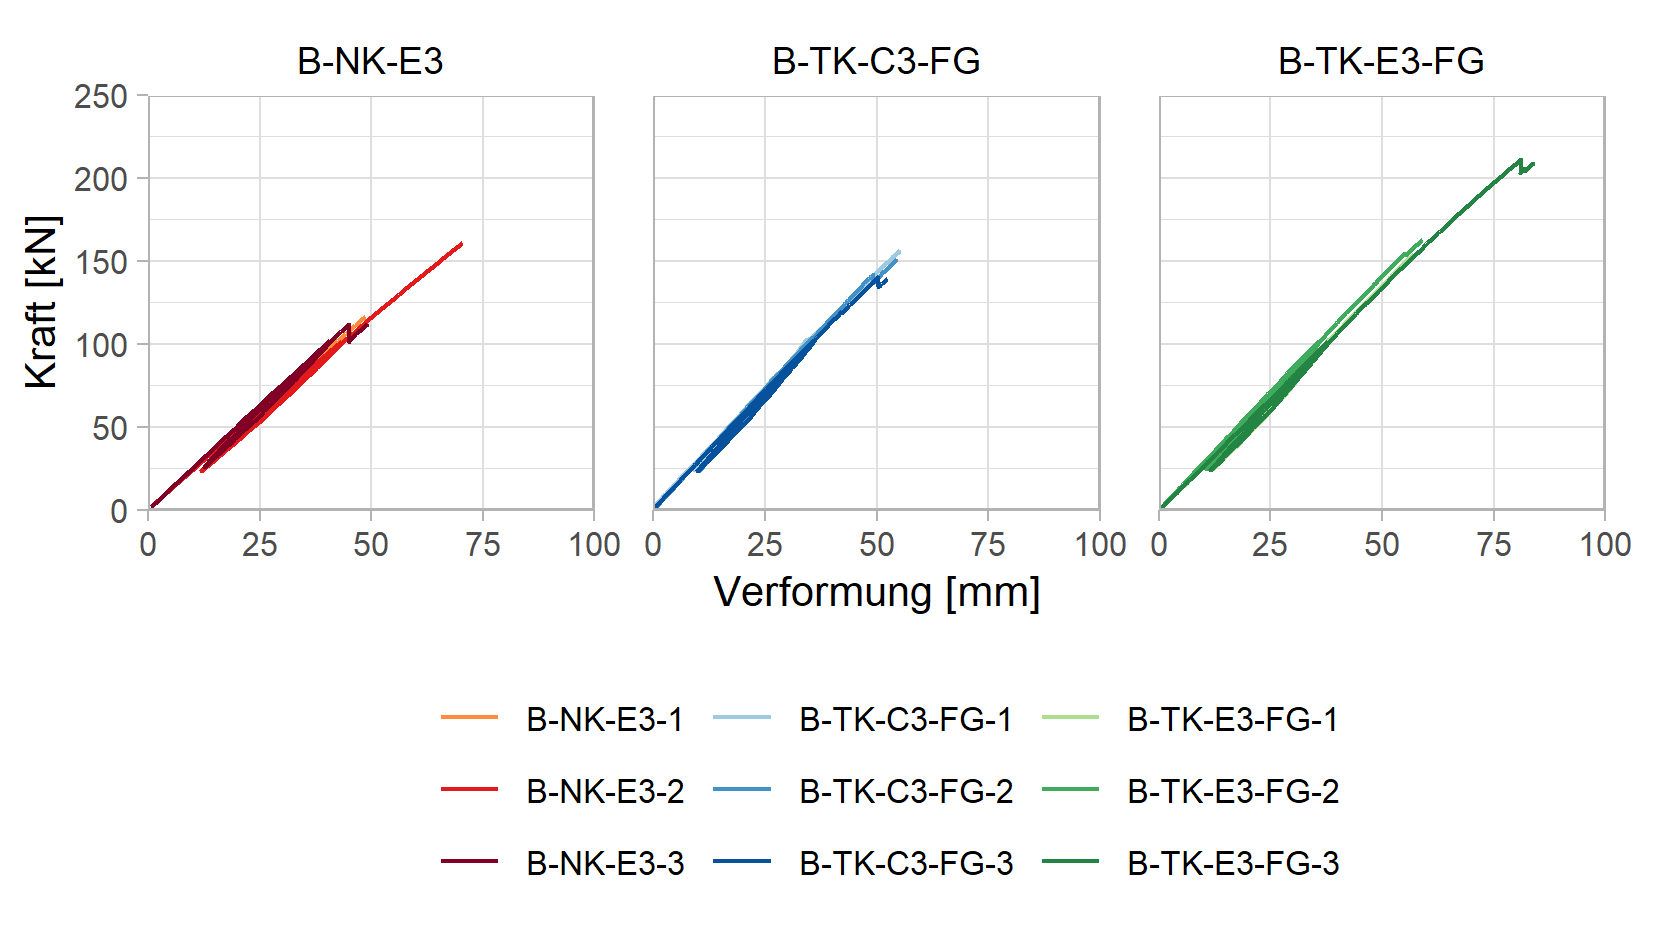 B-NK-E3 B-TK-C3-FG B-TK-E3-FG
250
200
150
100
50
0
Kraft [kN]
0 25 50 75 100 0 25 50 75 100 0 25 50 75 100
Verformung [mm]
B-NK-E3-1 B-TK-C3-FG-1 B-TK-E3-FG-1
B-NK-E3-2 B-TK-C3-FG-2 B-TK-E3-FG-2
B-NK-E3-3 B-TK-C3-FG-3 B-TK-E3-FG-3